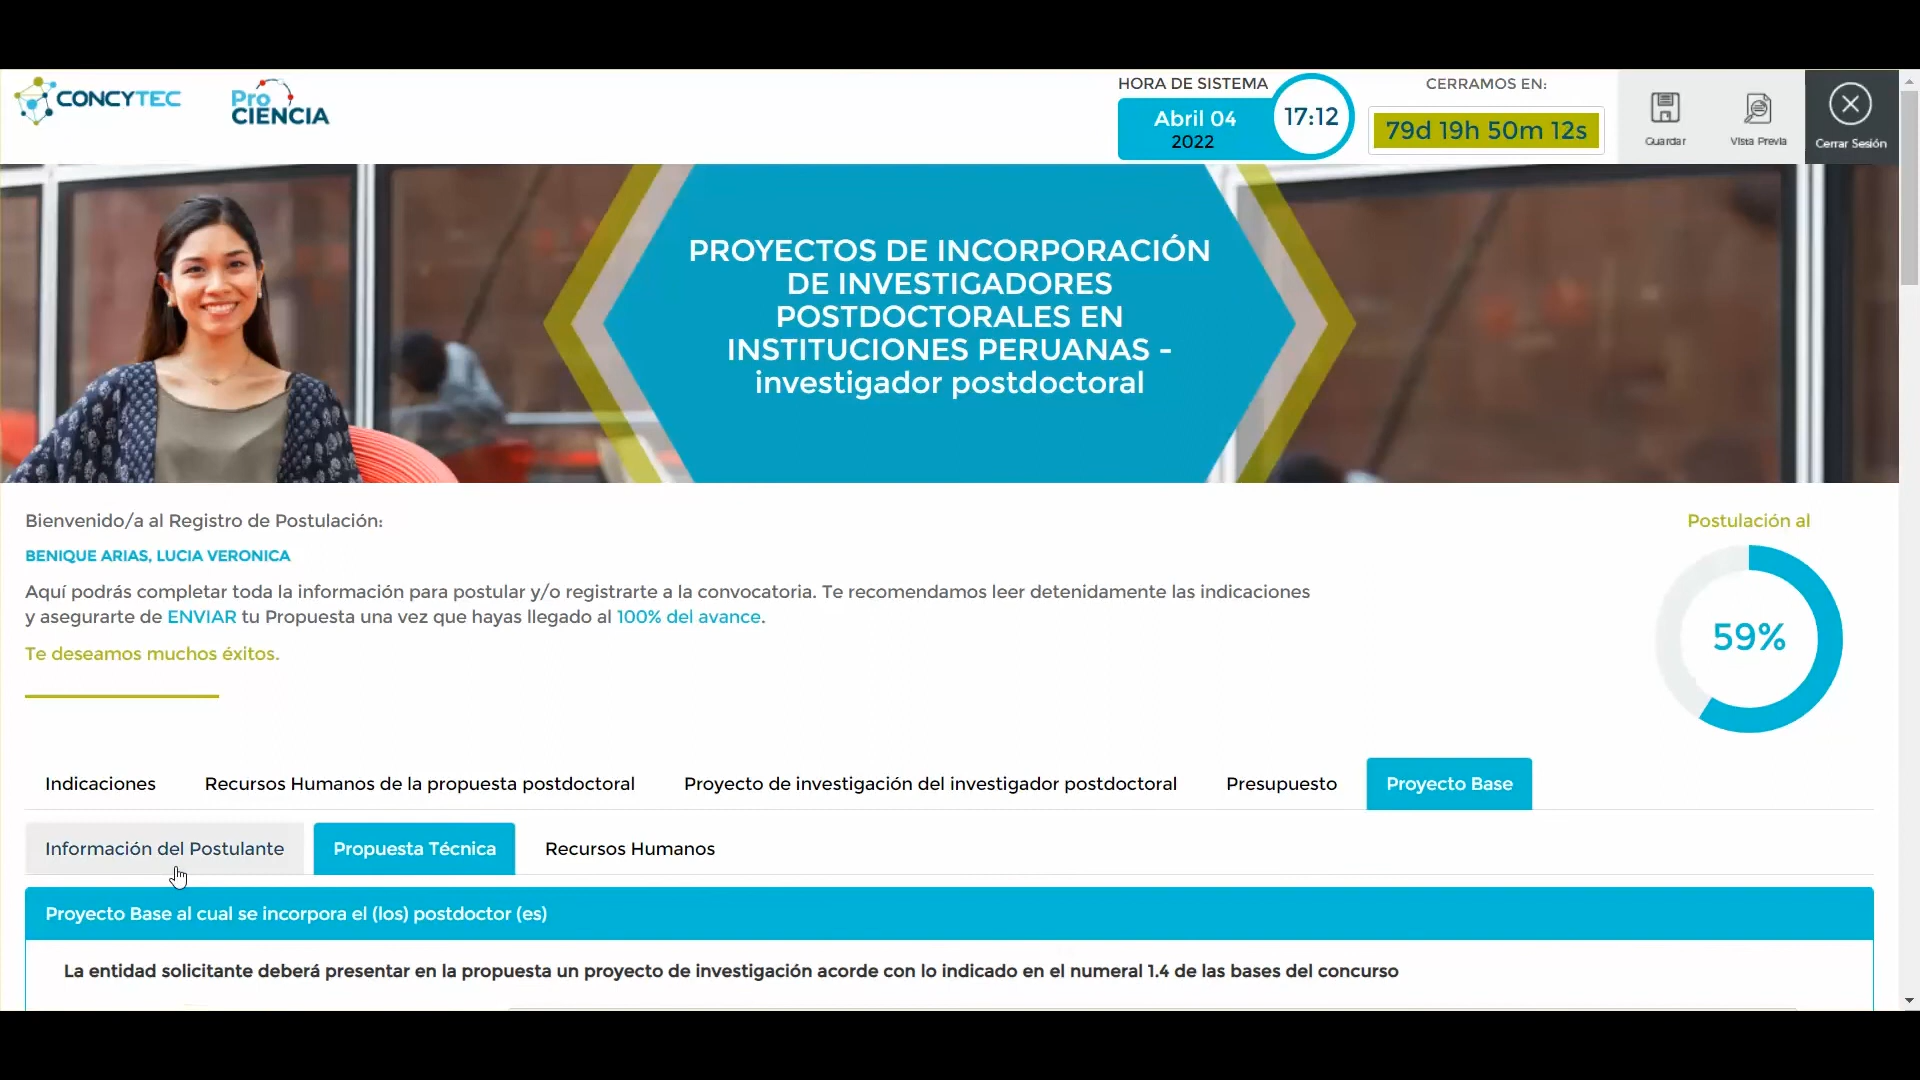 CONCYTEC
Pro
CIENCIA
HORA DE SISTEMA
Abril 04
2022
17:12
CERRAMOS EN:
79d 19h 50m 12s
Guardar
Vista Previa
Cerrar Sesión
PROYECTOS DE INCORPORACIÓN
DE INVESTIGADORES
POSTDOCTORALES EN
INSTITUCIONES PERUANAS -
investigador postdoctoral
Bienvenido/a al Registro de Postulación:
BENIQUE ARIAS, LUCIA VERONICA
Aquí podrás completar toda la información para postular y/o registrarte a la convocatoria. Te recomendamos leer detenidamente las indicaciones
y asegurarte de ENVIAR tu Propuesta una vez que hayas llegado al 100% del avance.
Te deseamos muchos éxitos.
Postulación al
59%
Indicaciones Recursos Humanos de la propuesta postdoctoral Proyecto de investigación del investigador postdoctoral Presupuesto Proyecto Base
Información del Postulante Propuesta Técnica Recursos Humanos
Proyecto Base al cual se incorpora el (los) postdoctor (es)
La entidad solicitante deberá presentar en la propuesta un proyecto de investigación acorde con lo indicado en el numeral 1.4 de las bases del concurso